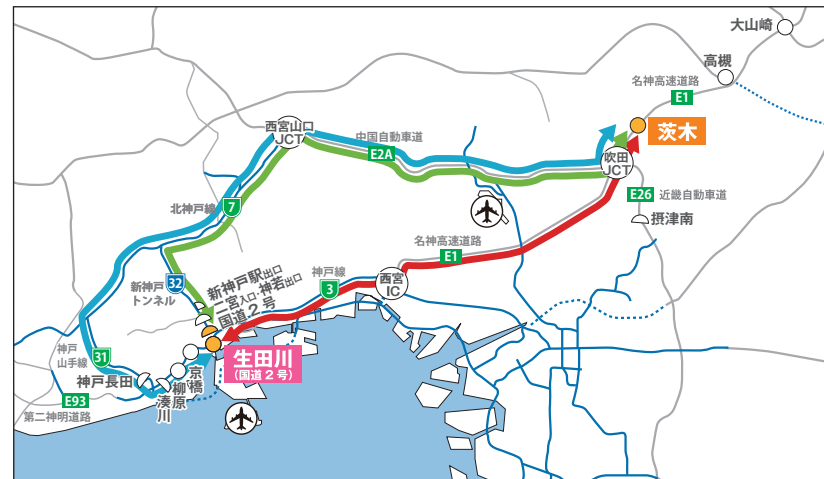 大山崎
高槻
名神高速道路
E1
茨木
西宮山口
JCT
中国自動車道
E2A
吹田
JCT
E26
近畿自動車道
摂津南
北神戸線
7
名神高速道路
E1
新神戸
トンネル
32
新神戸駅出口
二宮入口・神若出口
国道2号
神戸線
3
西宮
IC
生田川
(国道2号)
神戸
山手線
31
神戸長田
京橋
柳原
湊川
E93
第二神明道路